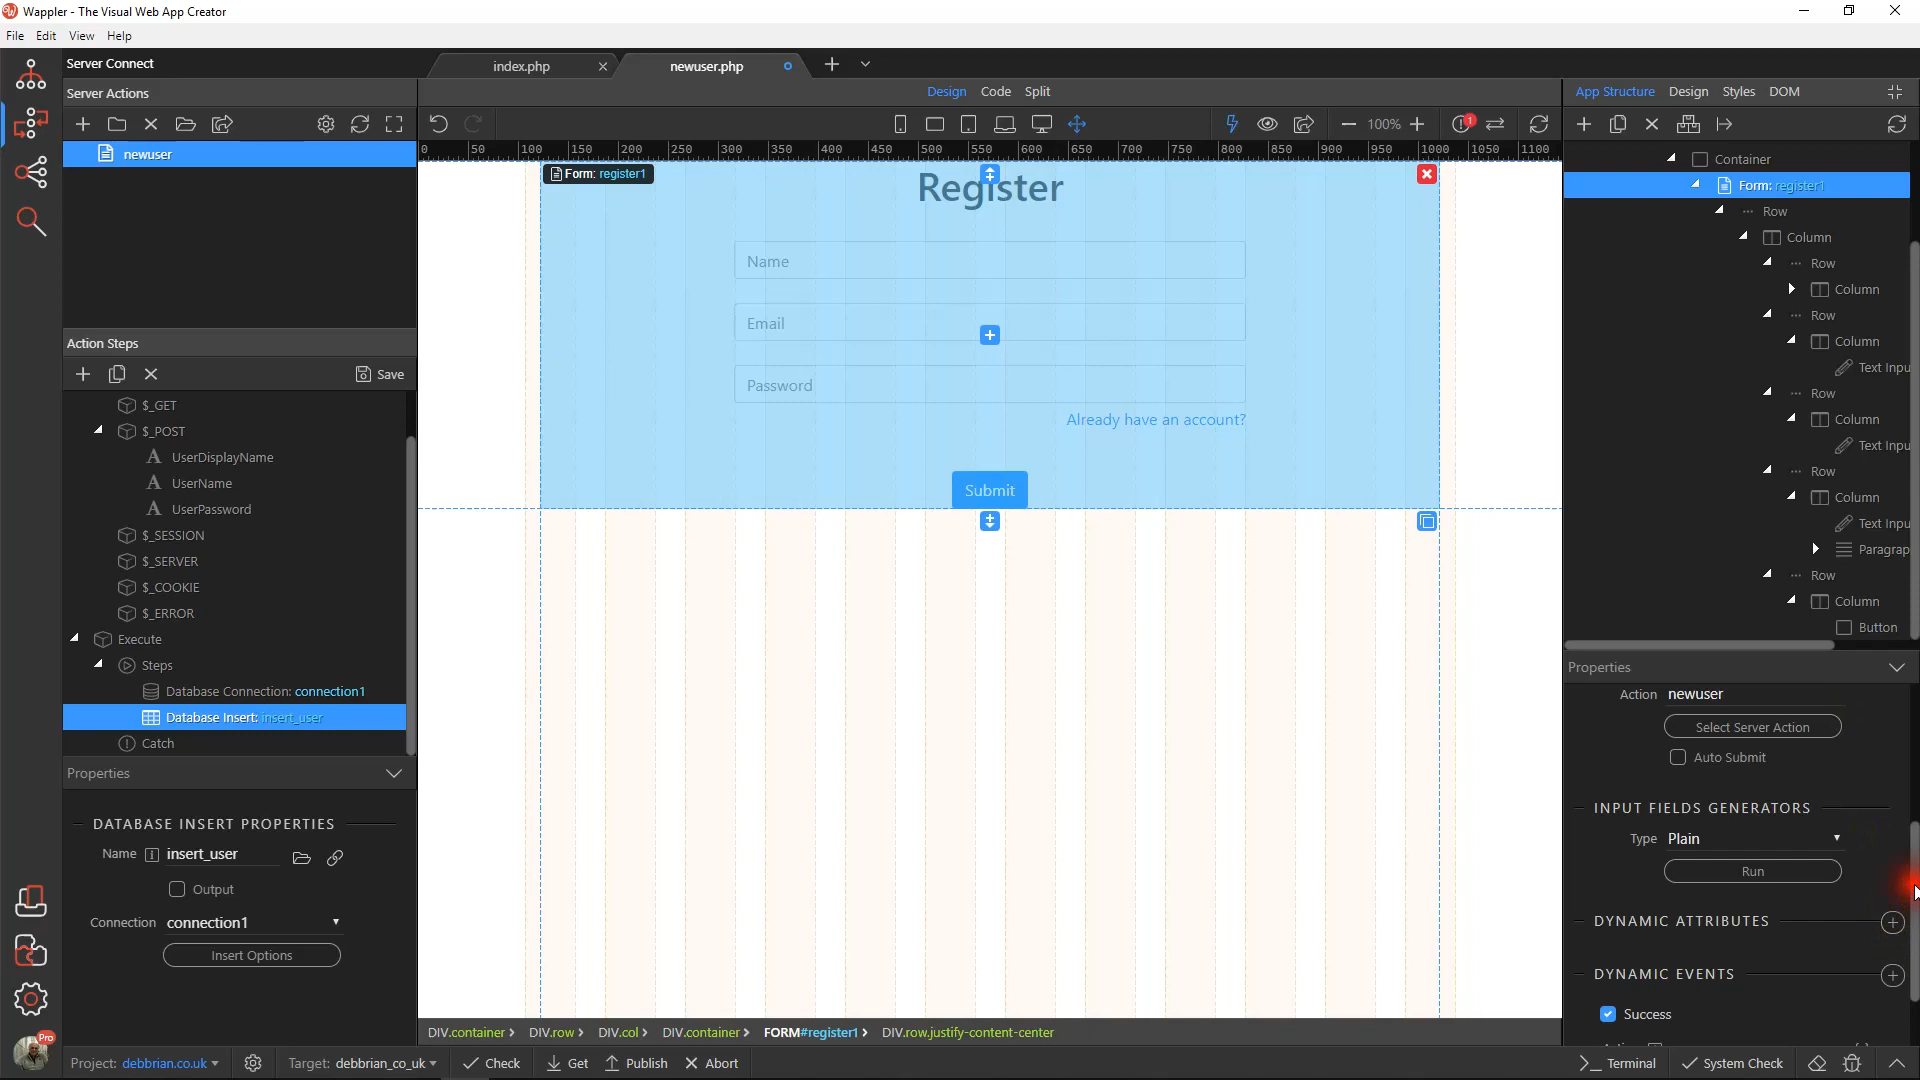 Wappler - The Visual Web App Creator
File Edit View Help
Server Connect
index.php
newuser.php
Server Actions
Design Code Split
App Structure Design Styles DOM
100%
1
newuser
0 50 100 150 200 250 300 350 400 450 500 550 600 650 700 750 800 850 900 950 1000 1050 1100
Form: register1
Register
Name
Email
Password
Already have an account?
Submit
Container
Form: register1
Row
Column
Row
Column
Row
Column
Text Inpu
Row
Column
Text Inpu
Row
Column
Text Inpu
Paragrap
Row
Column
Button
Action Steps
Save
$_GET
$_POST
UserDisplayName
UserName
UserPassword
$_SESSION
$_SERVER
$_COOKIE
$_ERROR
Execute
Steps
Database Connection: connection1
Database Insert: insert_user
Catch
Properties
DATABASE INSERT PROPERTIES
Name insert_user
Output
Connection connection1
Insert Options
Properties
Action newuser
Select Server Action
Auto Submit
INPUT FIELDS GENERATORS
Type Plain
Run
DYNAMIC ATTRIBUTES
DYNAMIC EVENTS
Success
DIV.container DIV.row DIV.col DIV.container FORM#register1 DIV.row.justify-content-center
Pro
Project: debbrian.co.uk
Target: debbrian_co_uk
Check
Get
Publish
Abort
Terminal
System Check